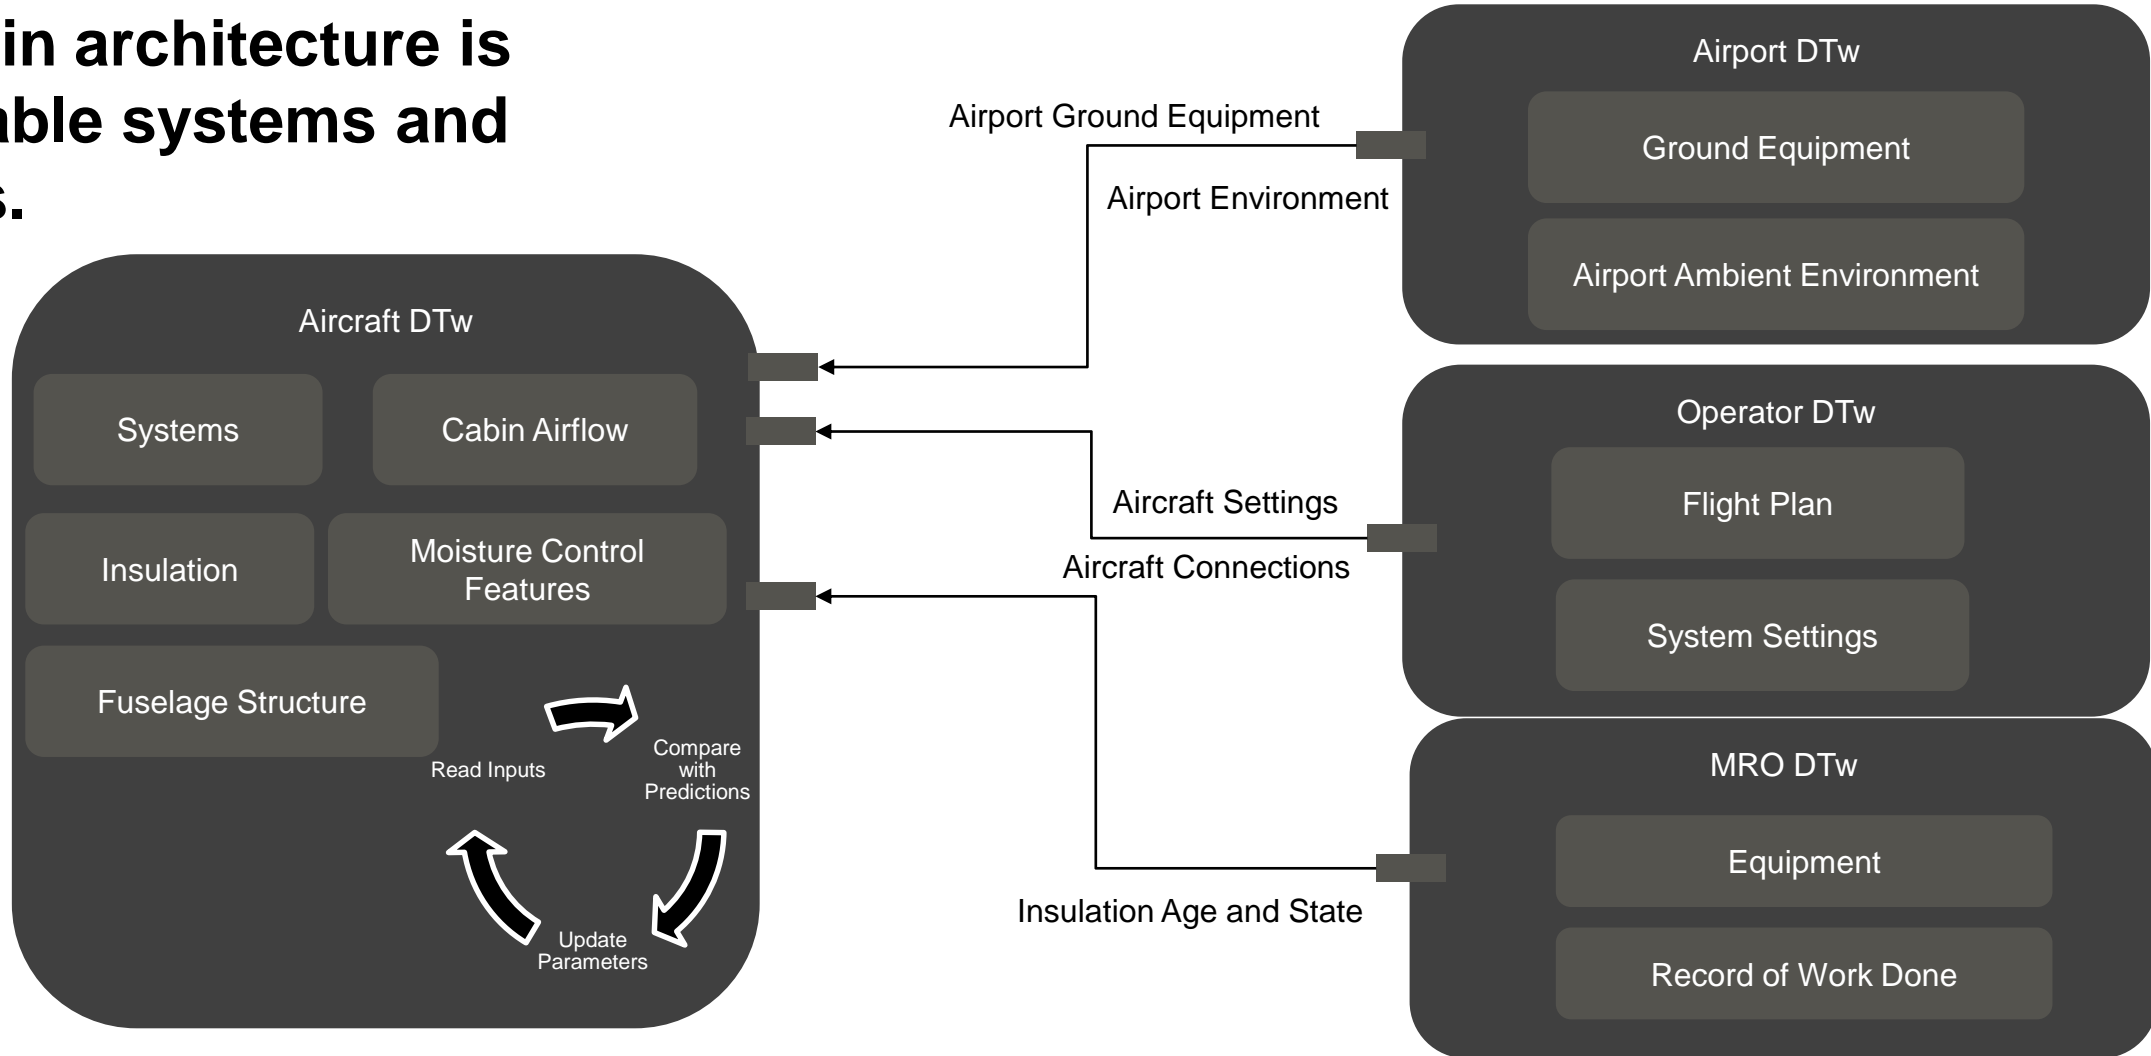 in architecture is
able systems and
s.
Aircraft DTw
Systems
Cabin Airflow
Insulation
Moisture Control
Features
Fuselage Structure
Read Inputs
Compare
with
Predictions
Update
Parameters
Airport Ground Equipment
Airport Environment
Aircraft Settings
Aircraft Connections
Insulation Age and State
Airport DTw
Ground Equipment
Airport Ambient Environment
Operator DTw
Flight Plan
System Settings
MRO DTw
Equipment
Record of Work Done